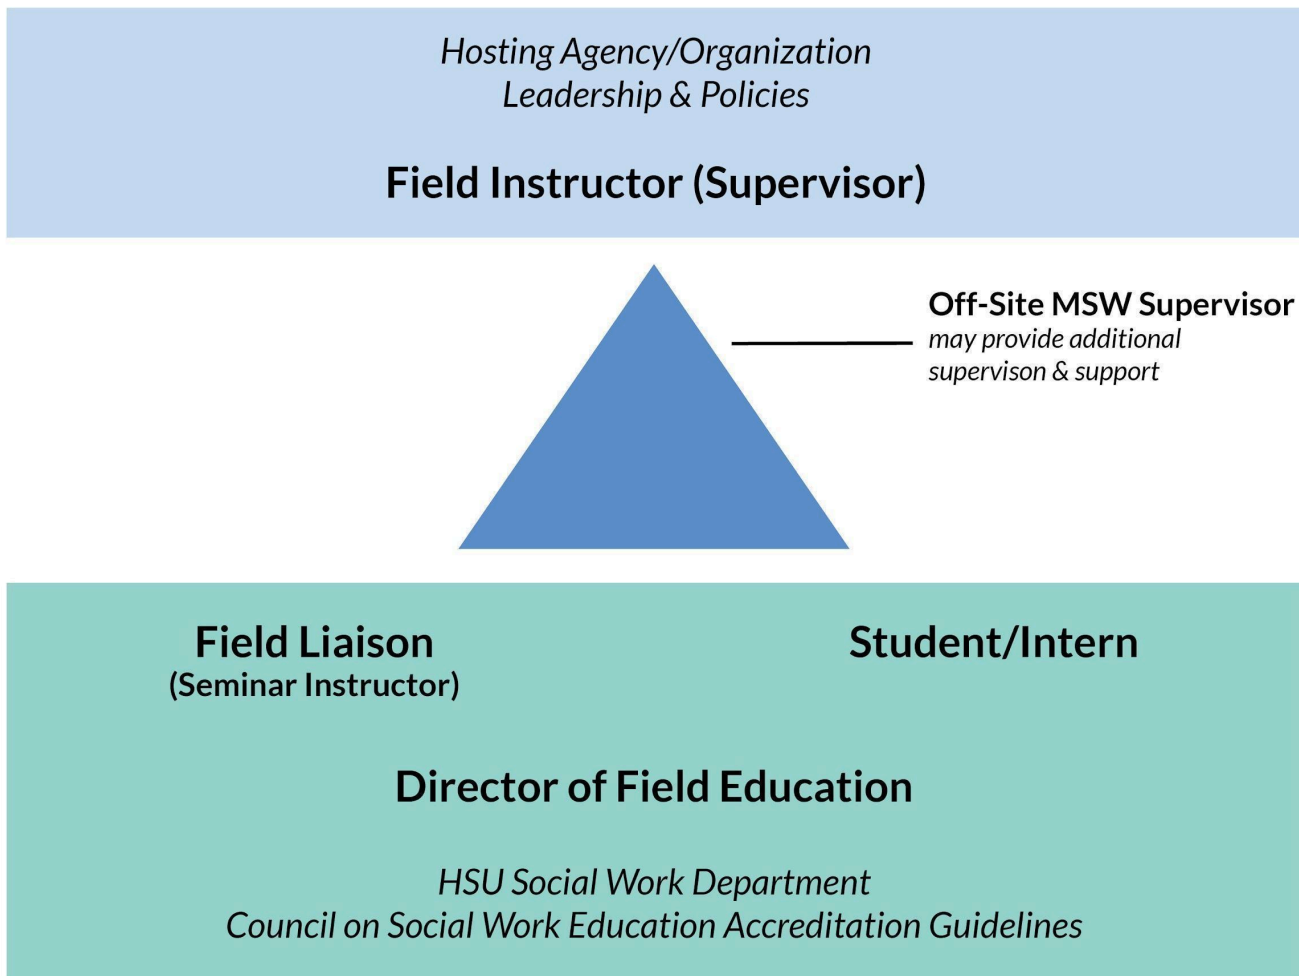 Hosting Agency/Organization
Leadership & Policies
Field Instructor (Supervisor)
Off-Site MSW Supervisor
may provide additional
supervison & support
Field Liaison
(Seminar Instructor)
Student/Intern
Director of Field Education
HSU Social Work Department
Council on Social Work Education Accreditation Guidelines